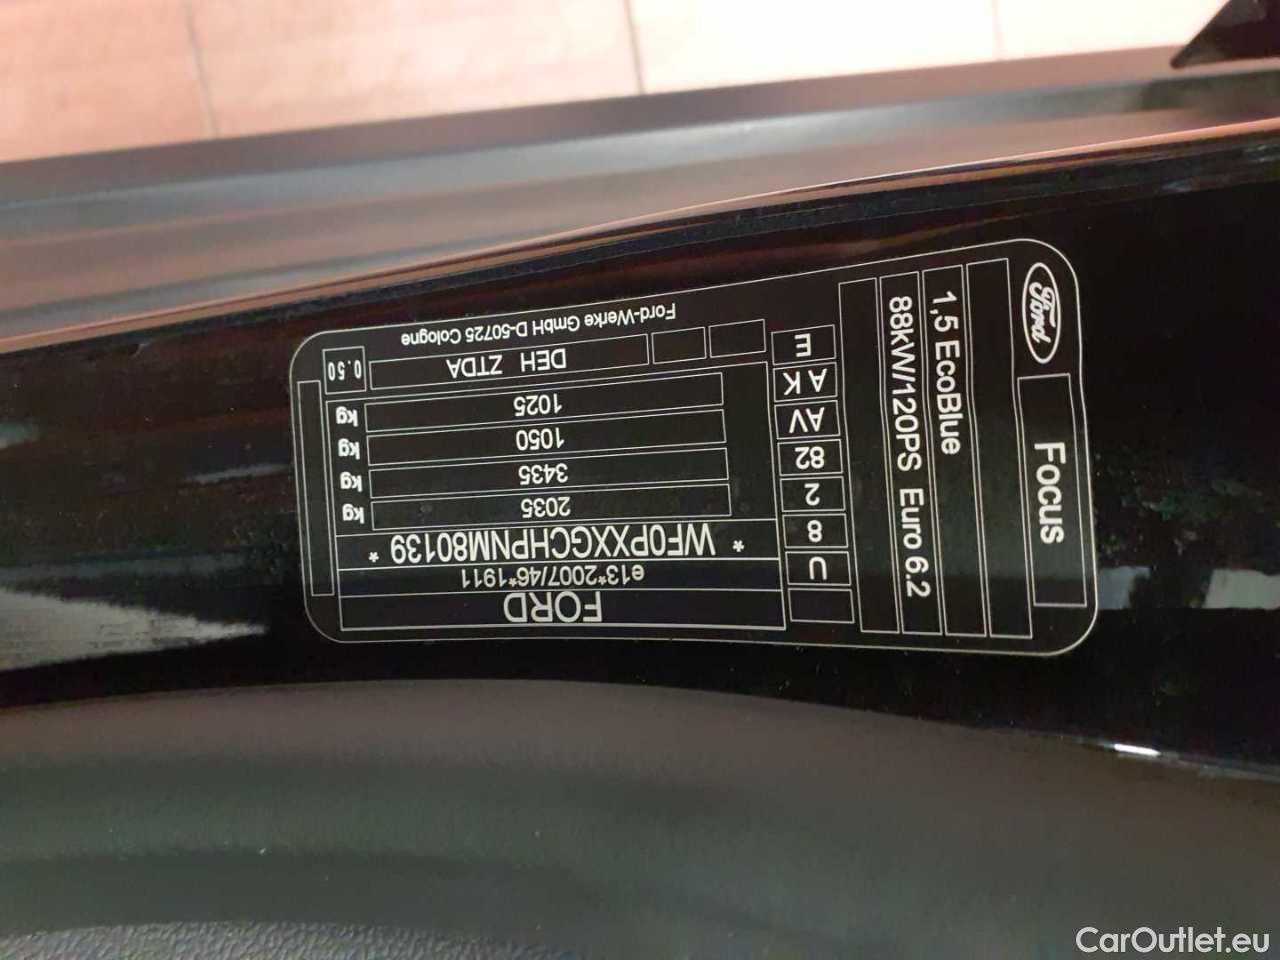 FORD
e13*2007/46*1911
* WF0PXXGCCHPNM80139 *
2035 kg
3435 kg
1050 kg
1025 kg
DEH ZTDA 0.50
Ford-Werke GmbH D-50725 Cologne
U
8
2
82
AV
A K
E
Ford Focus
1,5 EcoBlue
88kW/120PS Euro 6.2
CarOutlet.eu